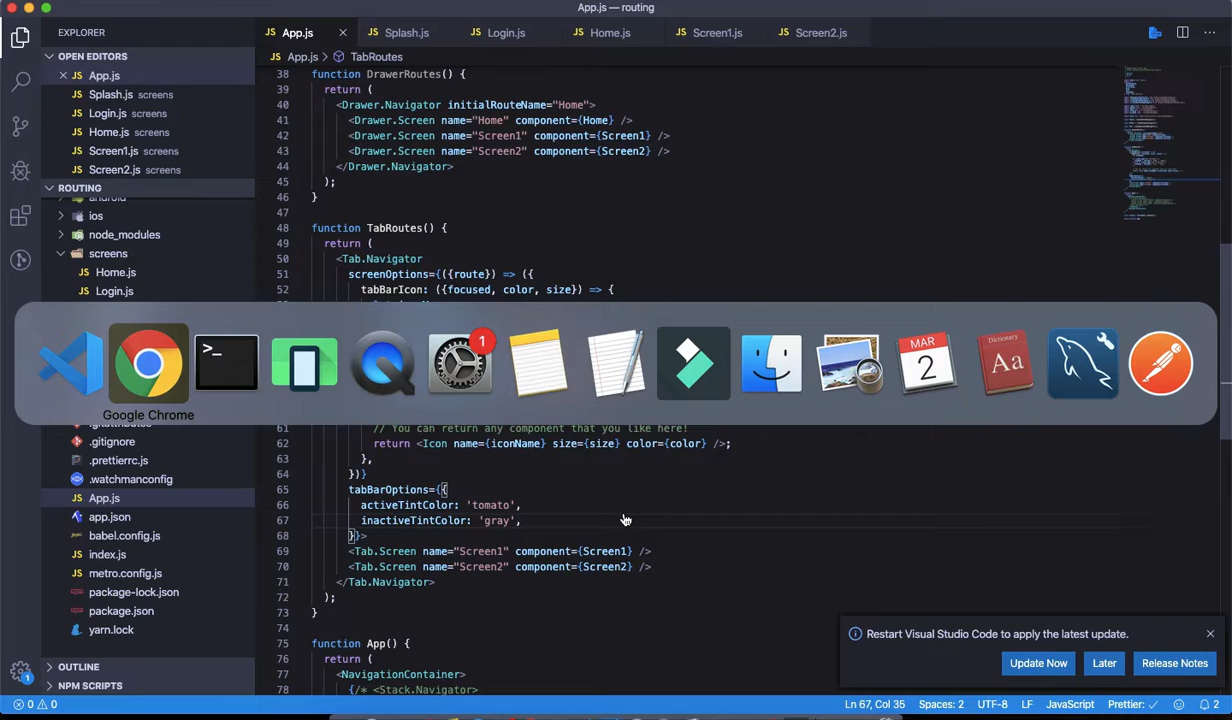 App.js — routing
EXPLORER
OPEN EDITORS
App.js
Splash.js screens
Login.js screens
Home.js screens
Screen1.js screens
Screen2.js screens
ROUTING
android
ios
node_modules
screens
Home.js
Login.js
.gitattributes
.gitignore
.prettierrc.js
.watchmanconfig
App.js
app.json
babel.config.js
index.js
metro.config.js
package-lock.json
package.json
yarn.lock
OUTLINE
NPM SCRIPTS
1
App.js Splash.js Login.js Home.js Screen1.js Screen2.js
App.js > TabRoutes
38 function DrawerRoutes() {
39 return (
40 <Drawer.Navigator initialRouteName="Home">
41 <Drawer.Screen name="Home" component={Home} />
42 <Drawer.Screen name="Screen1" component={Screen1} />
43 <Drawer.Screen name="Screen2" component={Screen2} />
44 </Drawer.Navigator>
45 );
46 }
47
48 function TabRoutes() {
49 return (
50 <Tab.Navigator
51 screenOptions={({route}) => ({
52 tabBarIcon: ({focused, color, size}) => {
>_
1
MAR
2
Dictionary
Aa
Google Chrome
61 // You can return any component that you like here!
62 return <Icon name={iconName} size={size} color={color} />;
63 },
64 })}
65 tabBarOptions={{
66 activeTintColor: 'tomato',
67 inactiveTintColor: 'gray',
68 }}>
69 <Tab.Screen name="Screen1" component={Screen1} />
70 <Tab.Screen name="Screen2" component={Screen2} />
71 </Tab.Navigator>
72 );
73 }
74
75 function App() {
76 return (
77 <NavigationContainer>
78 {/* <Stack.Navigator>
Restart Visual Studio Code to apply the latest update.
Update Now Later Release Notes
0 0 Ln 67, Col 35 Spaces: 2 UTF-8 LF JavaScript Prettier: ✓ 2